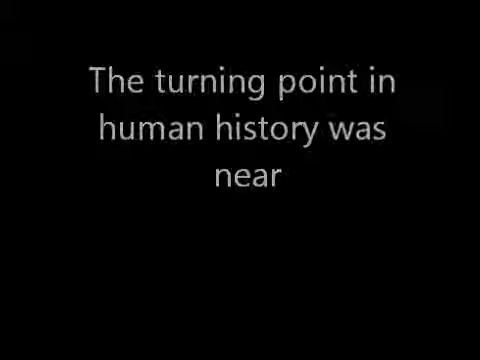 The turning point in
human history was
near